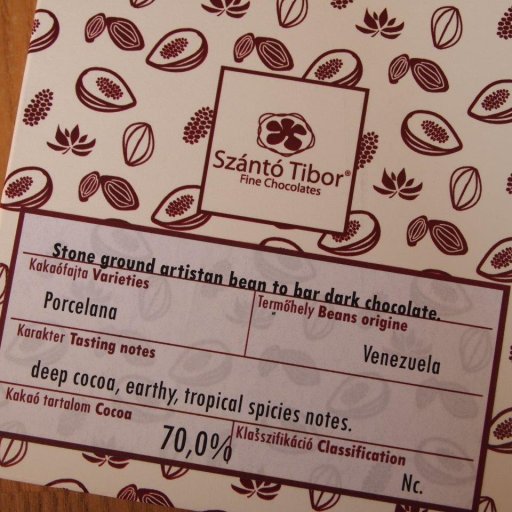 Szántó Tibor®
Fine Chocolates
Stone ground artistan bean to bar dark chocolate.
Kakaófajta Varieties
Porcelana
Termőhely Beans origine
Venezuela
Karakter Tasting notes
deep cocoa, earthy, tropical spicies notes.
Kakaó tartalom Cocoa
70,0%
Klasszifikáció Classification
Nc.